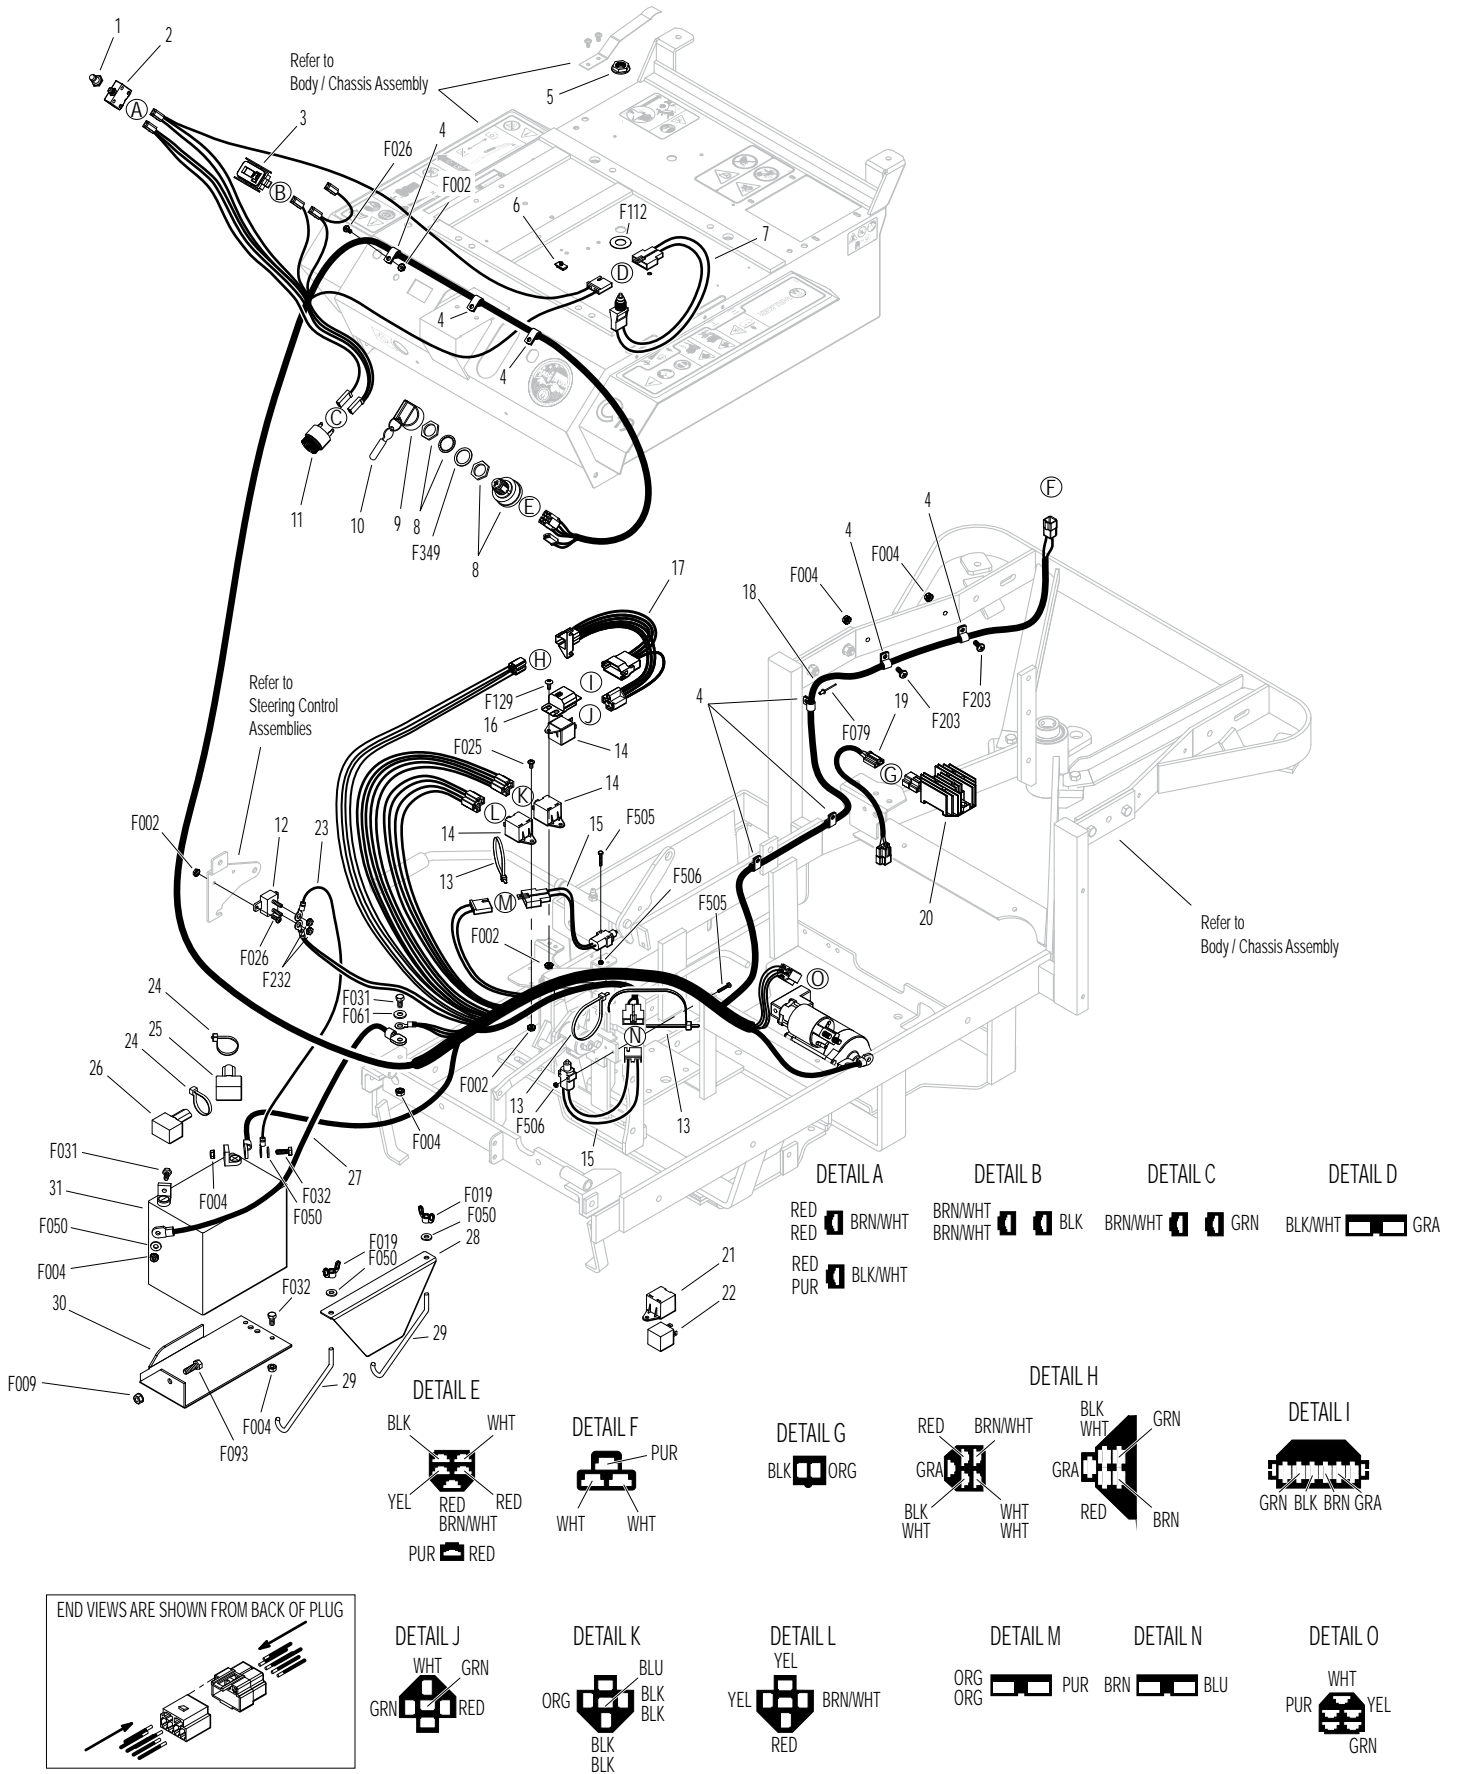 1
2
Refer to
Body / Chassis Assembly
5
A
3
4
F026
B
F002
6
F112
7
D
4
4
C
11
10
9
8
F349
8
E
F
4
4
F004
F004
17
18
H
I
J
F129
16
14
F203
F203
F079
19
4
Refer to
Steering Control
Assemblies
F025
K
14
L
14
G
20
F002
12
23
13
15
F505
F506
M
F505
F026
F232
F002
Refer to
Body / Chassis Assembly
24
F031
F061
O
N
24
25
26
F002
13
F506
15
13
F004
F031
31
F004
F032
F050
27
F050
F004
F019
F050
28
F019
F050
30
F032
21
22
29
29
F009
F004
F093
DETAIL A
RED
RED
BRN/WHT
RED
PUR
BLK/WHT
DETAIL B
BRN/WHT
BRN/WHT
BLK
DETAIL C
BRN/WHT
GRN
DETAIL D
BLK/WHT
GRA
DETAIL E
BLK
WHT
YEL
RED
RED
BRN/WHT
PUR
RED
DETAIL F
PUR
WHT
WHT
DETAIL G
BLK
ORG
DETAIL H
RED
BRN/WHT
GRA
BLK
WHT
WHT
WHT
BLK
WHT
GRN
GRA
RED
BRN
DETAIL I
GRN BLK BRN GRA
END VIEWS ARE SHOWN FROM BACK OF PLUG
DETAIL J
WHT
GRN
GRN
RED
DETAIL K
BLU
ORG
BLK
BLK
BLK
BLK
DETAIL L
YEL
YEL
BRN/WHT
RED
DETAIL M
ORG
ORG
PUR
DETAIL N
BRN
BLU
DETAIL O
WHT
PUR
YEL
GRN